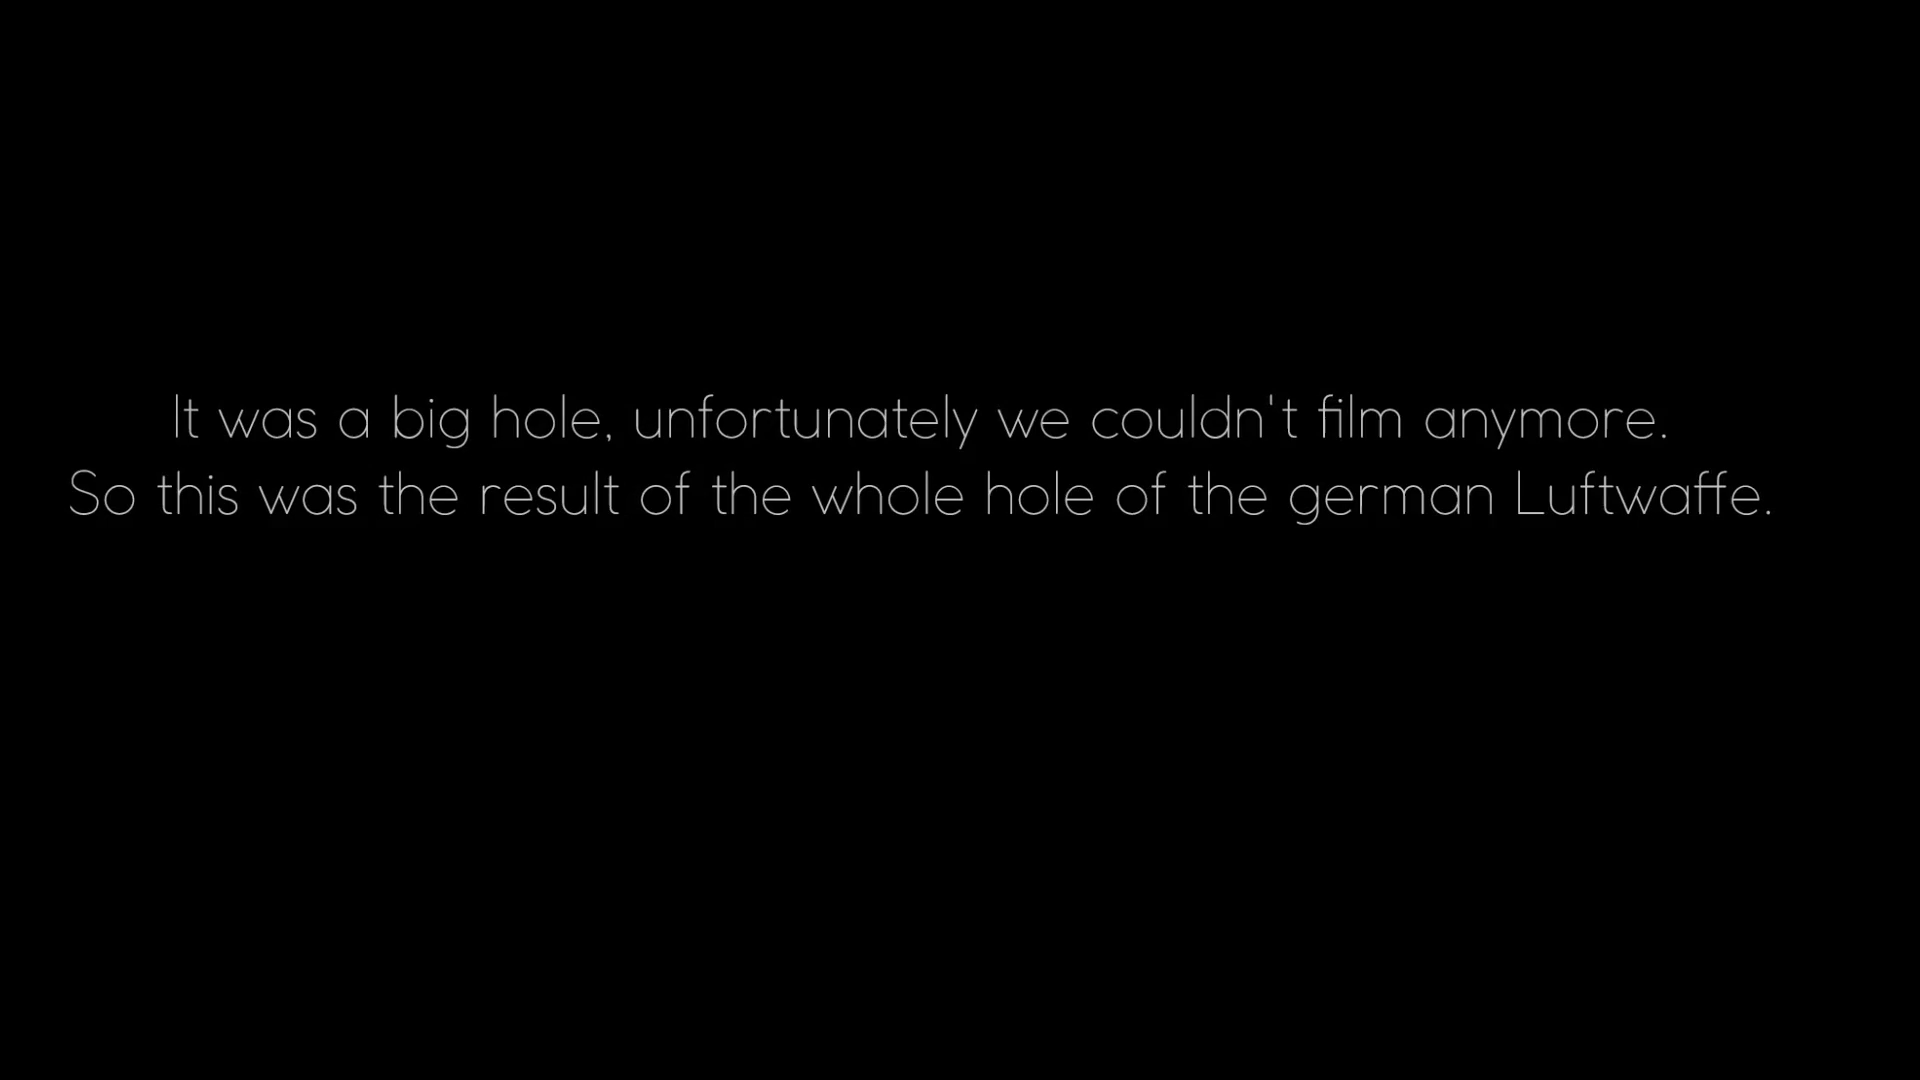 It was a big hole, unfortunately we couldn't film anymore.
So this was the result of the whole hole of the german Luftwaffe.